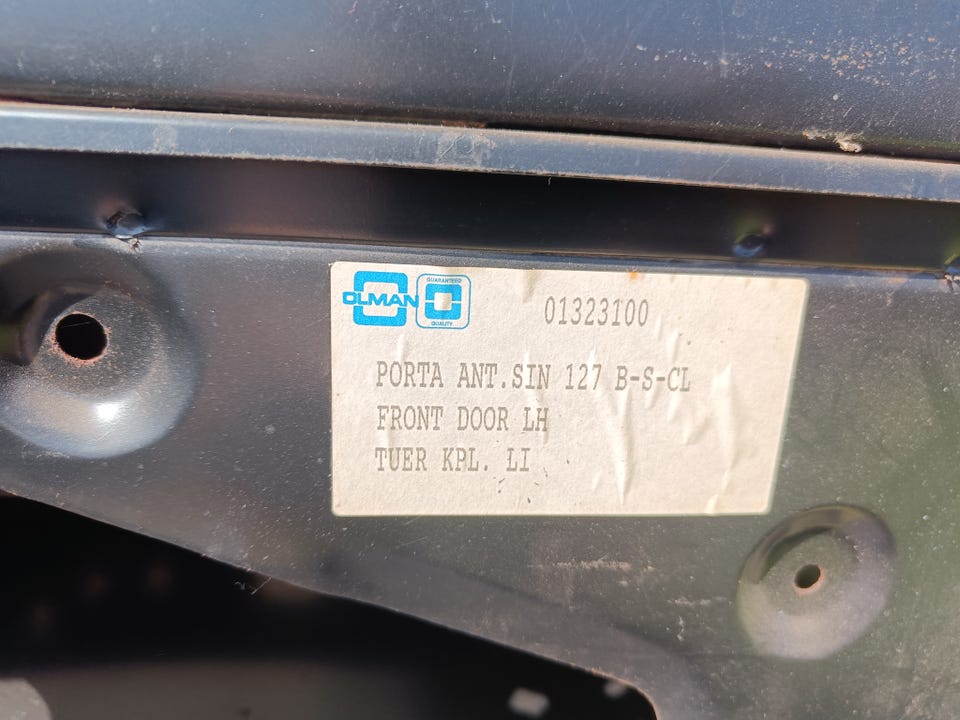 OLMAN
GUARANTEED
QUALITY
01323100
PORTA ANT.SIN 127 B-S-CL
FRONT DOOR LH
TUER KPL. LI